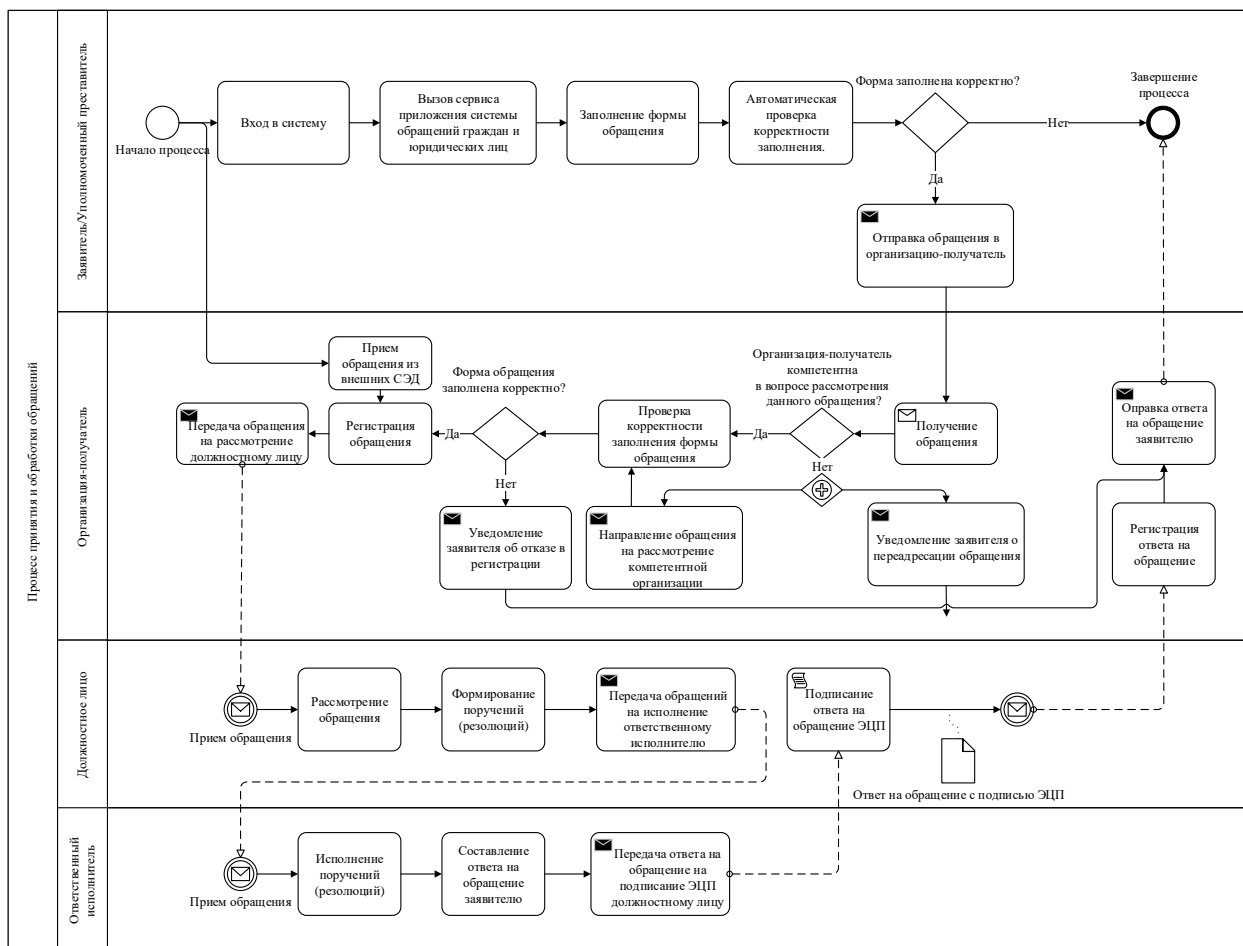 Процесс принятия и обработки обращений
Заявитель/Уполномоченный преставитель
Начало процесса
Вход в систему
Вызов сервиса
приложения системы
обращений граждан и
юридических лиц
Заполнение формы
обращения
Автоматическая
проверка
корректности
заполнения.
Форма заполнена корректно?
Нет
Завершение
процесса
Да
Отправка обращения в
организацию-получатель
Организация-получатель
Прием
обращения из
внешних СЭД
Форма обращения
заполнена корректно?
Организация-получатель
компетентна
в вопросе рассмотрения
данного обращения?
Передача обращения
на рассмотрение
должностному лицу
Регистрация
обращения
Да
Проверка
корректности
заполнения формы
обращения
Да
Получение
обращения
Оправка ответа
на обращение
заявителю
Нет
Нет
Уведомление
заявителя об отказе в
регистрации
Направление обращения
на рассмотрение
компетентной
организации
Уведомление заявителя о
переадресации обращения
Регистрация
ответа на
обращение
Должностное лицо
Прием обращения
Рассмотрение
обращения
Формирование
поручений
(резолюций)
Передача обращений
на исполнение
ответственному
исполнителю
Подписание
ответа на
обращение ЭЦП
Ответ на обращение с подписью ЭЦП
Ответственный
исполнитель
Прием обращения
Исполнение
поручений
(резолюций)
Составление
ответа на
обращение
заявителю
Передача ответа на
обращение на
подписание ЭЦП
должностному лицу